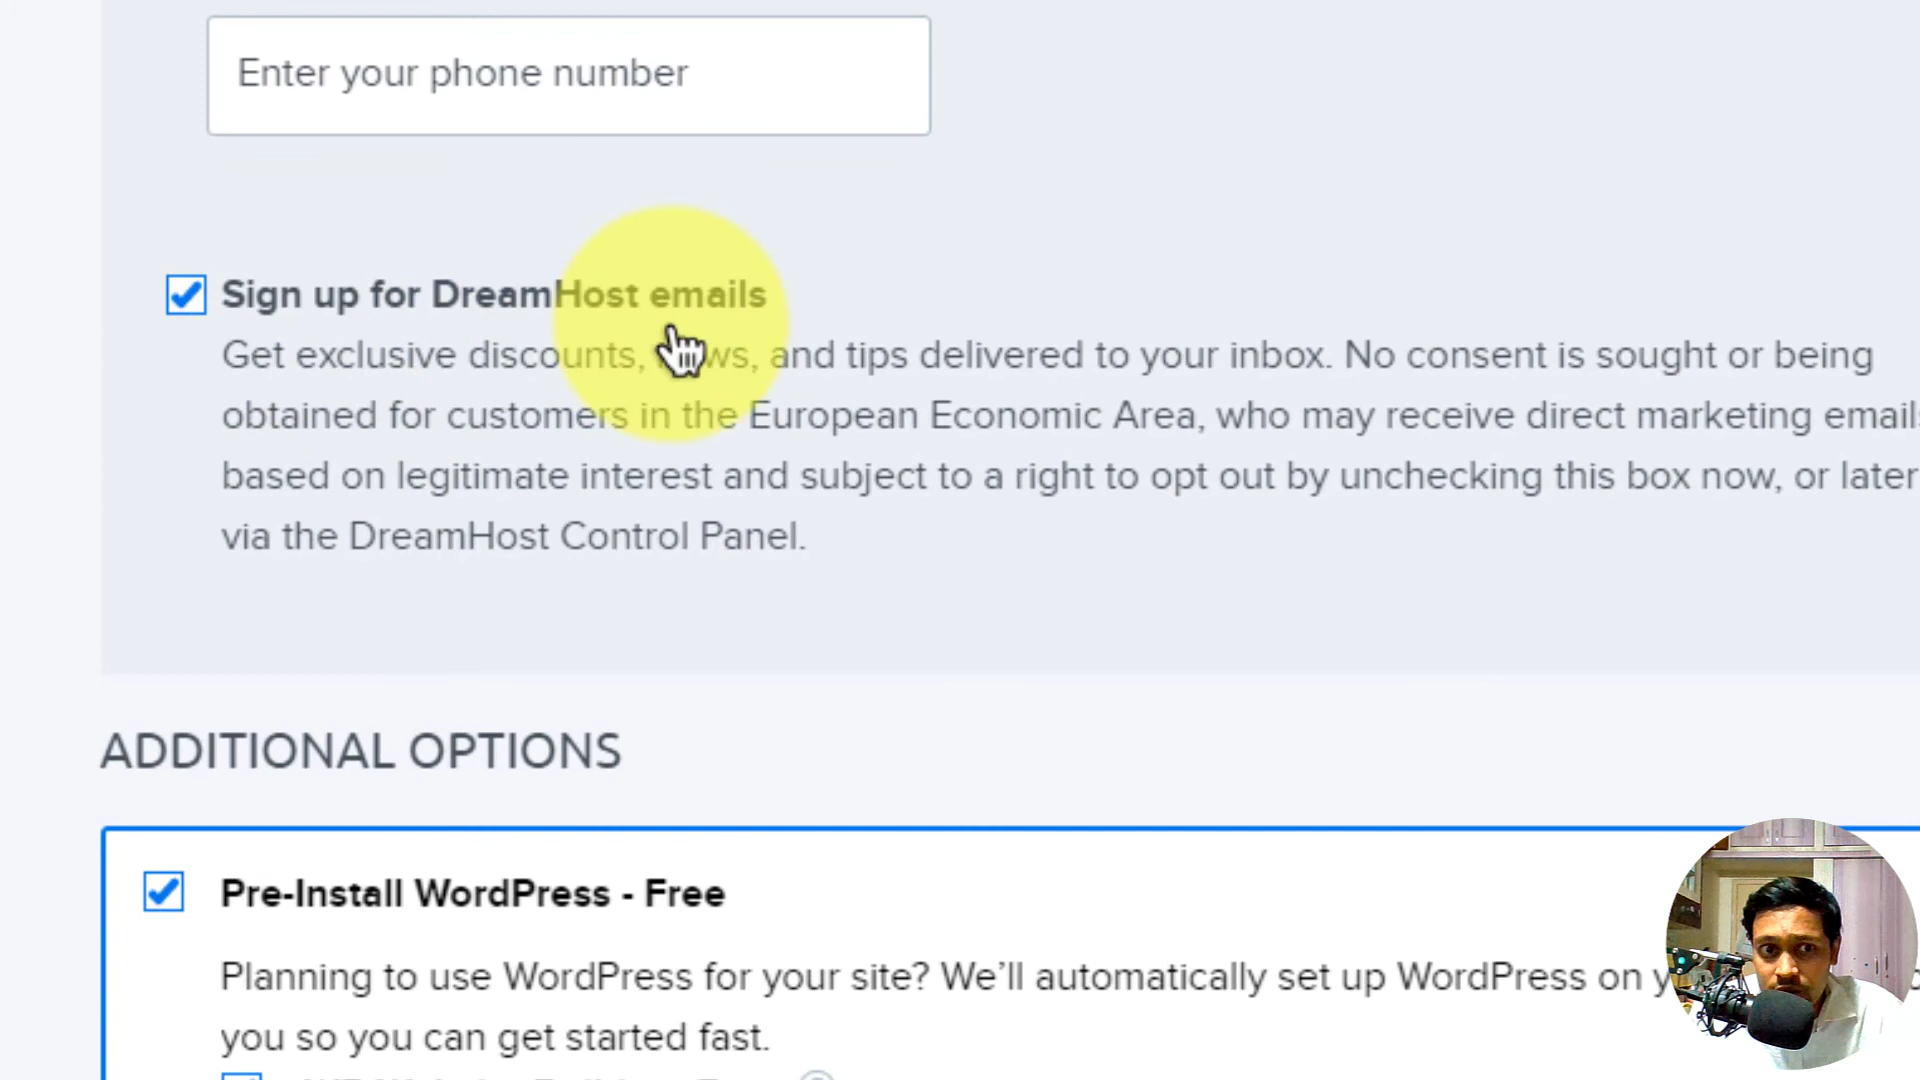 Enter your phone number
Sign up for DreamHost emails
Get exclusive discounts, news, and tips delivered to your inbox. No consent is sought or being
obtained for customers in the European Economic Area, who may receive direct marketing emails
based on legitimate interest and subject to a right to opt out by unchecking this box now, or later
via the DreamHost Control Panel.
ADDITIONAL OPTIONS
Pre-Install WordPress - Free
Planning to use WordPress for your site? We'll automatically set up WordPress on
you so you can get started fast.